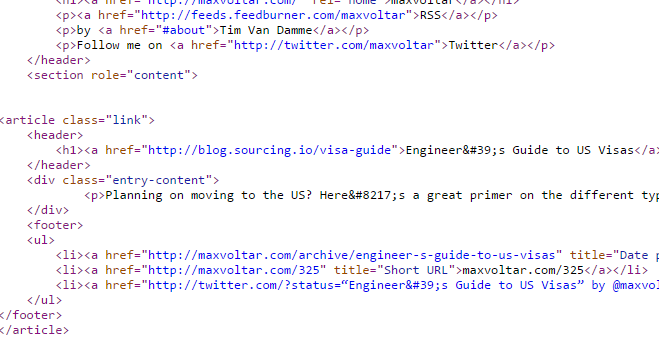 <h1><a href="http://maxvoltar.com/" rel="home">maxvoltar</a></h1>
<p><a href="http://feeds.feedburner.com/maxvoltar">RSS</a></p>
<p>by <a href="#about">Tim Van Damme</a></p>
<p>Follow me on <a href="http://twitter.com/maxvoltar">Twitter</a></p>
</header>
<section role="content">
<article class="link">
<header>
<h1><a href="http://blog.sourcing.io/visa-guide">Engineer&#39;s Guide to US Visas</a>
</header>
<div class="entry-content">
<p>Planning on moving to the US? Here&#8217;s a great primer on the different typ
</div>
<footer>
<ul>
<li><a href="http://maxvoltar.com/archive/engineer-s-guide-to-us-visas" title="Date p
<li><a href="http://maxvoltar.com/325" title="Short URL">maxvoltar.com/325</a></li>
<li><a href="http://twitter.com/?status=“Engineer&#39;s Guide to US Visas” by @maxvol
</ul>
</footer>
</article>